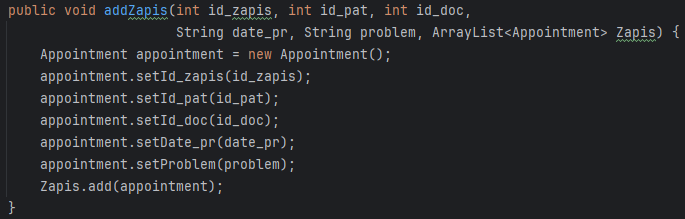 public void addZapis(int id_zapis, int id_pat, int id_doc,
                     String date_pr, String problem, ArrayList<Appointment> Zapis) {
    Appointment appointment = new Appointment();
    appointment.setId_zapis(id_zapis);
    appointment.setId_pat(id_pat);
    appointment.setId_doc(id_doc);
    appointment.setDate_pr(date_pr);
    appointment.setProblem(problem);
    Zapis.add(appointment);
}